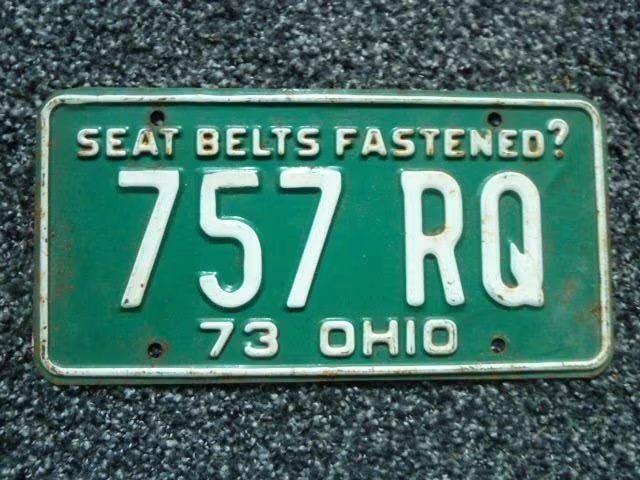 SEAT BELTS FASTENED?
757 RQ
73 OHIO